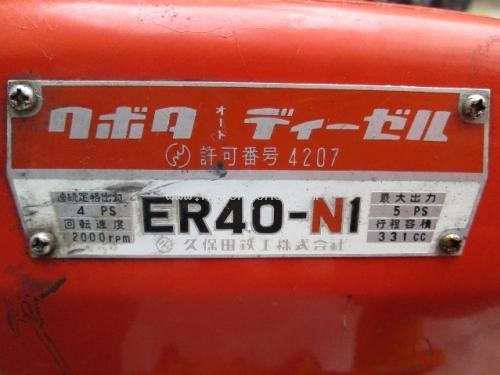 クボタ オート ディーゼル
許可番号 4207
連続定格出力
4 PS
回転速度
2000rpm
ER40-N1
最大出力
5 PS
行程容積
331CC
久保田鉄工株式会社